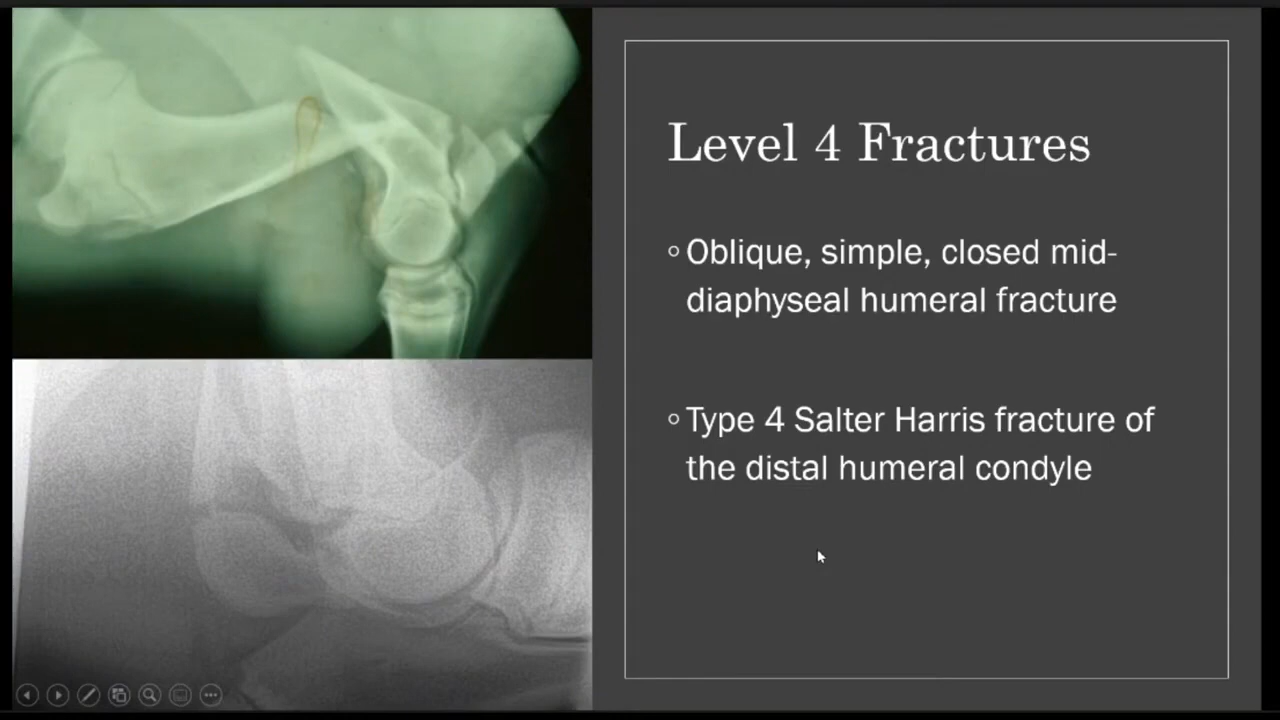 Level 4 Fractures
◦ Oblique, simple, closed mid-
diaphyseal humeral fracture
◦ Type 4 Salter Harris fracture of
the distal humeral condyle